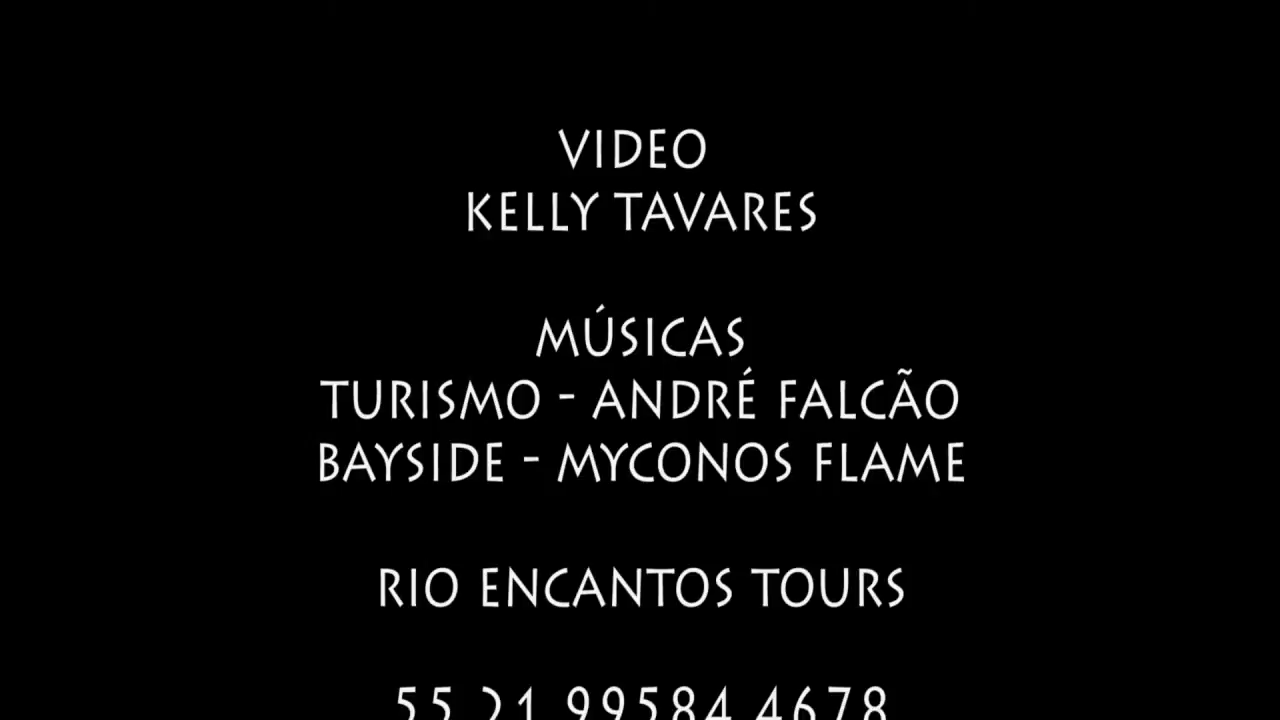 VIDEO
KELLY TAVARES
MÚSICAS
TURISMO - ANDRÉ FALCÃO
BAYSIDE - MYCONOS FLAME
RIO ENCANTOS TOURS
55 21 99584 4678